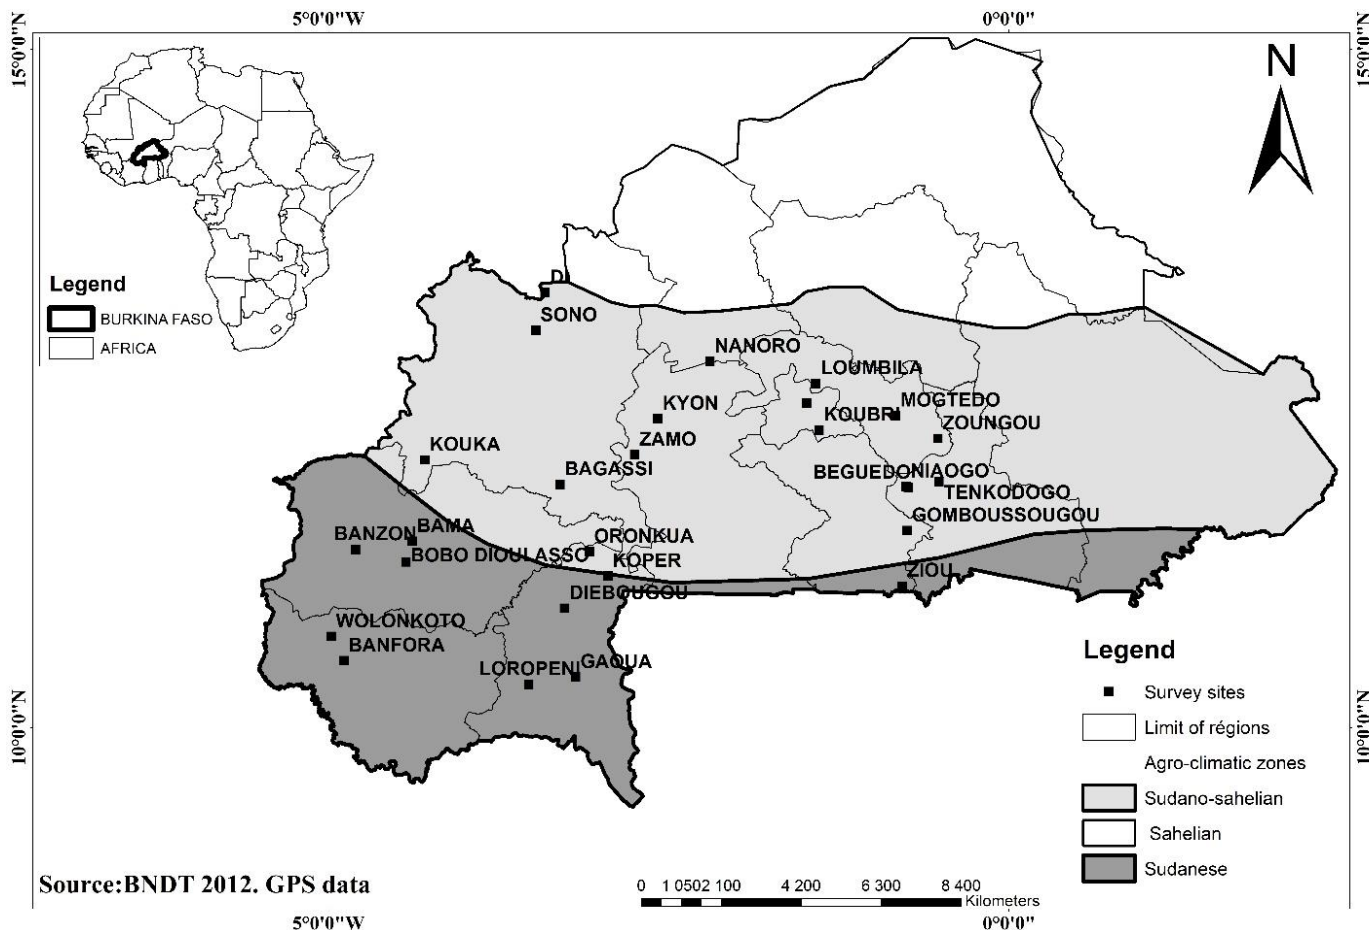 5°0'0"W
0°0'0"
15°0'0"N
15°0'0"N
N
Legend
BURKINA FASO
AFRICA
SONO
NANORO
LOUMBILA
KYON
KOUBRI
MOGTEDO
ZAMO
ZOUNGOU
KOUKA
BAGASSI
BEGUEDO
NIAOGO
TENKODOGO
GOMBOUSSOUGOU
BANZON
BAMA
ORONKUA
BOBO DIOULASSO
KOPER
ZIOU
DIEBOUGOU
WOLONKOTO
BANFORA
LOROPENI
GAOUA
10°0'0"N
10°0'0"N
Legend
Survey sites
Limit of régions
Agro-climatic zones
Sudano-sahelian
Sahelian
Sudanese
Source:BNDT 2012. GPS data
0 1 0502 100 4 200 6 300 8 400
Kilometers
5°0'0"W
0°0'0"